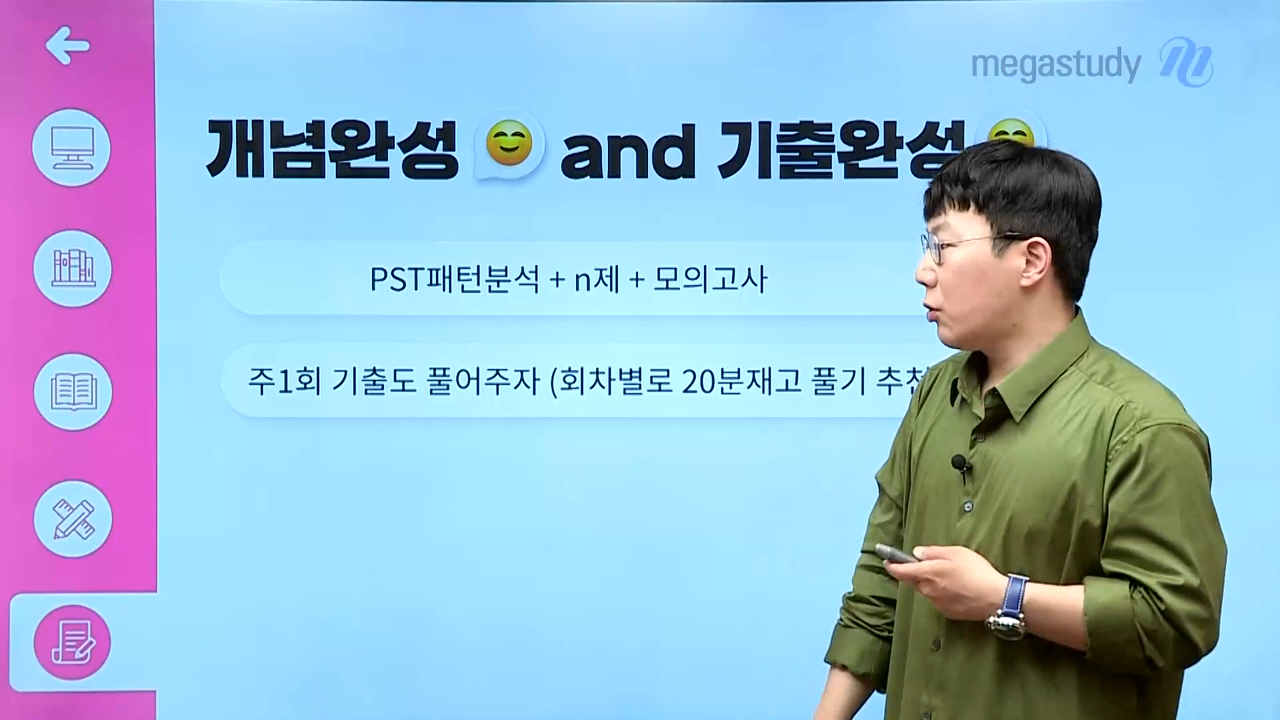 megastudy
개념완성 and 기출완성
PST패턴분석 + n제 + 모의고사
주1회 기출도 풀어주자 (회차별로 20분재고 풀기